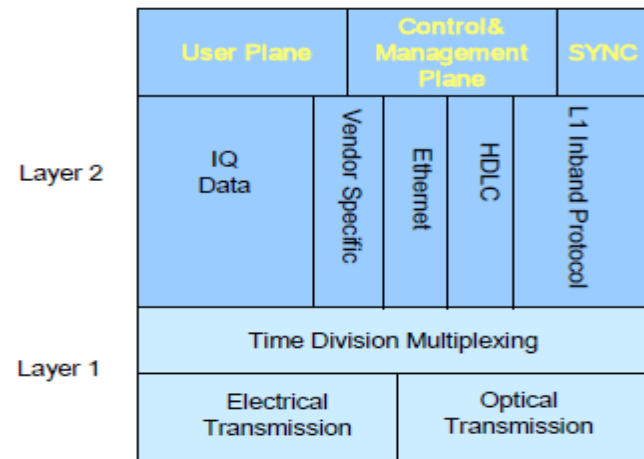 User Plane
Control&
Management
Plane
SYNC
Layer 2
IQ
Data
Vendor Specific
Ethernet
HDLC
L1 Inband Protocol
Time Division Multiplexing
Layer 1
Electrical
Transmission
Optical
Transmission